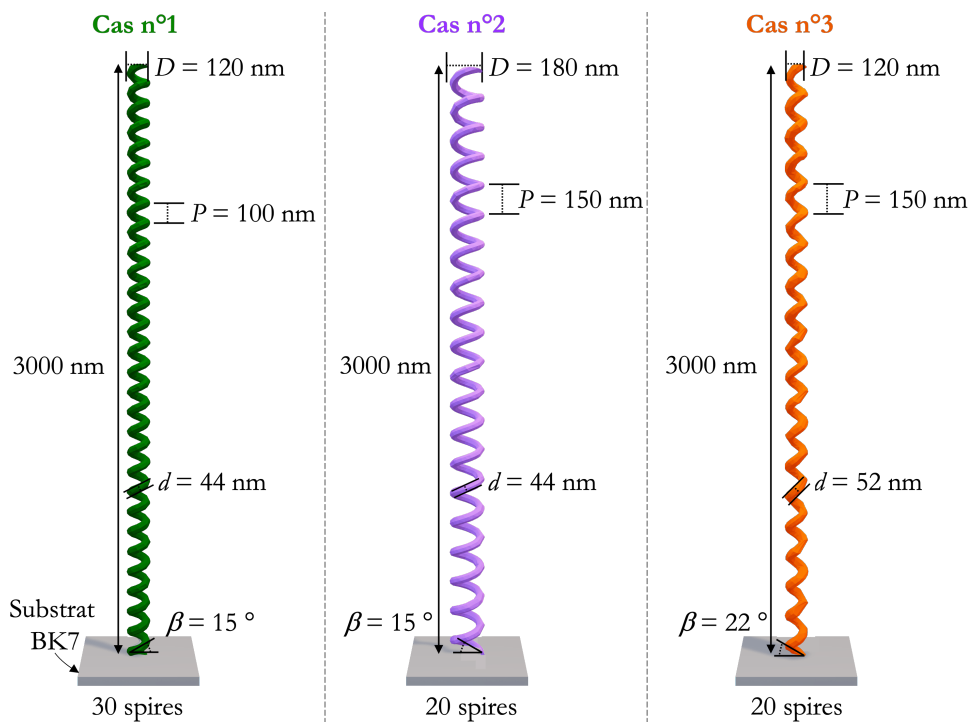 Cas n°1
D = 120 nm
P = 100 nm
3000 nm
d = 44 nm
Substrat
BK7
β = 15 °
30 spires
Cas n°2
D = 180 nm
P = 150 nm
3000 nm
d = 44 nm
β = 15 °
20 spires
Cas n°3
D = 120 nm
P = 150 nm
3000 nm
d = 52 nm
β = 22 °
20 spires